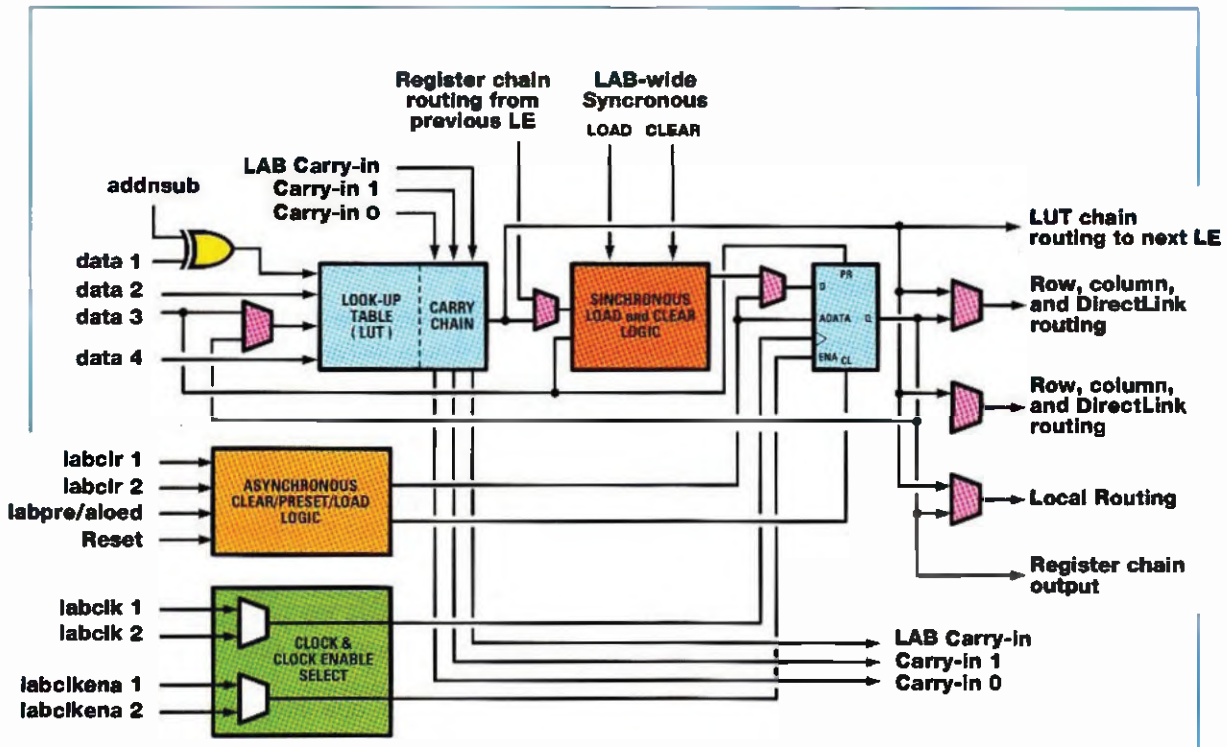 Register chain
routing from
previous LE
LAB-wide
Syncronous
LOAD CLEAR
LAB Carry-in
Carry-in 1
Carry-in 0
addnsub
data 1
data 2
data 3
data 4
LOOK-UP
TABLE
(LUT)
CARRY
CHAIN
SINCHRONOUS
LOAD and CLEAR
LOGIC
PR
D
ADATA Q
ENA CL
LUT chain
routing to next LE
Row, column,
and DirectLink
routing
Row, column,
and DirectLink
routing
Local Routing
Register chain
output
labclr 1
labclr 2
labpre/aloed
Reset
ASYNCHRONOUS
CLEAR/PRESET/LOAD
LOGIC
labclk 1
labclk 2
labclkena 1
labclkena 2
CLOCK &
CLOCK ENABLE
SELECT
LAB Carry-in
Carry-in 1
Carry-in 0